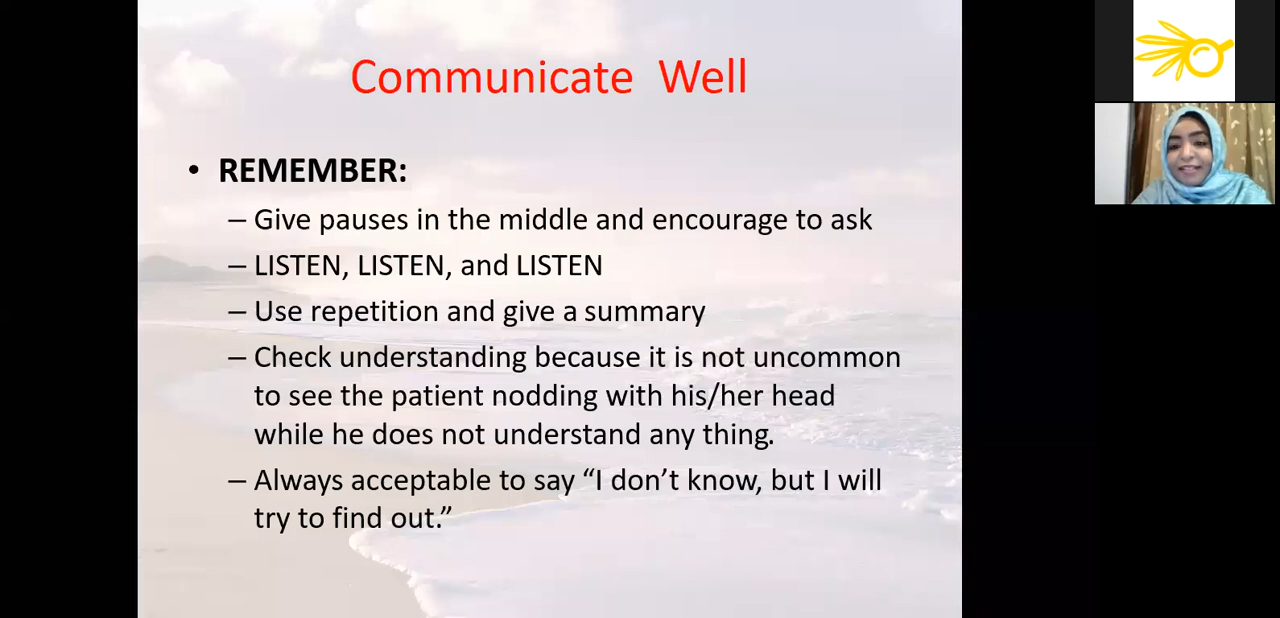 Communicate Well
• REMEMBER:
– Give pauses in the middle and encourage to ask
– LISTEN, LISTEN, and LISTEN
– Use repetition and give a summary
– Check understanding because it is not uncommon
to see the patient nodding with his/her head
while he does not understand any thing.
– Always acceptable to say “I don’t know, but I will
try to find out.”